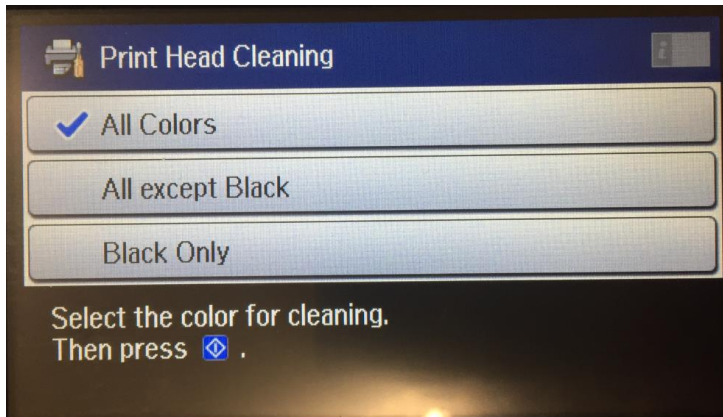 Print Head Cleaning
All Colors
All except Black
Black Only
Select the color for cleaning.
Then press .